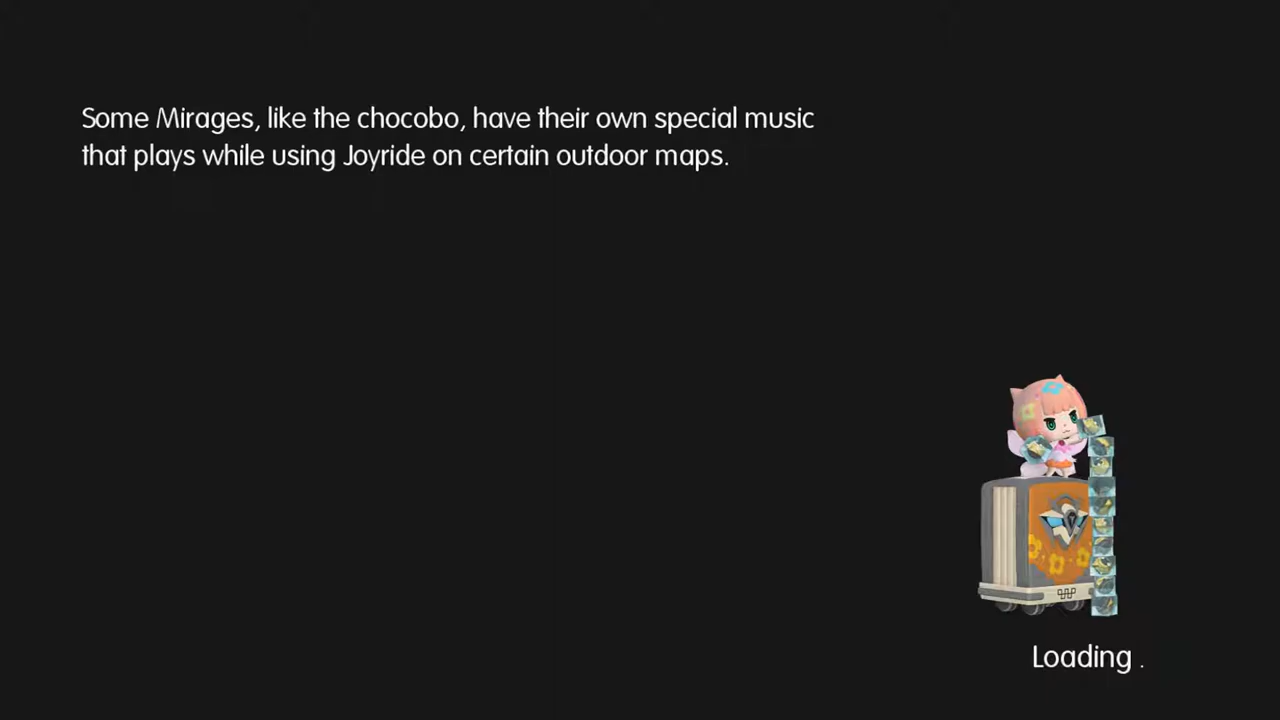 Some Mirages, like the chocobo, have their own special music
that plays while using Joyride on certain outdoor maps.
Loading .